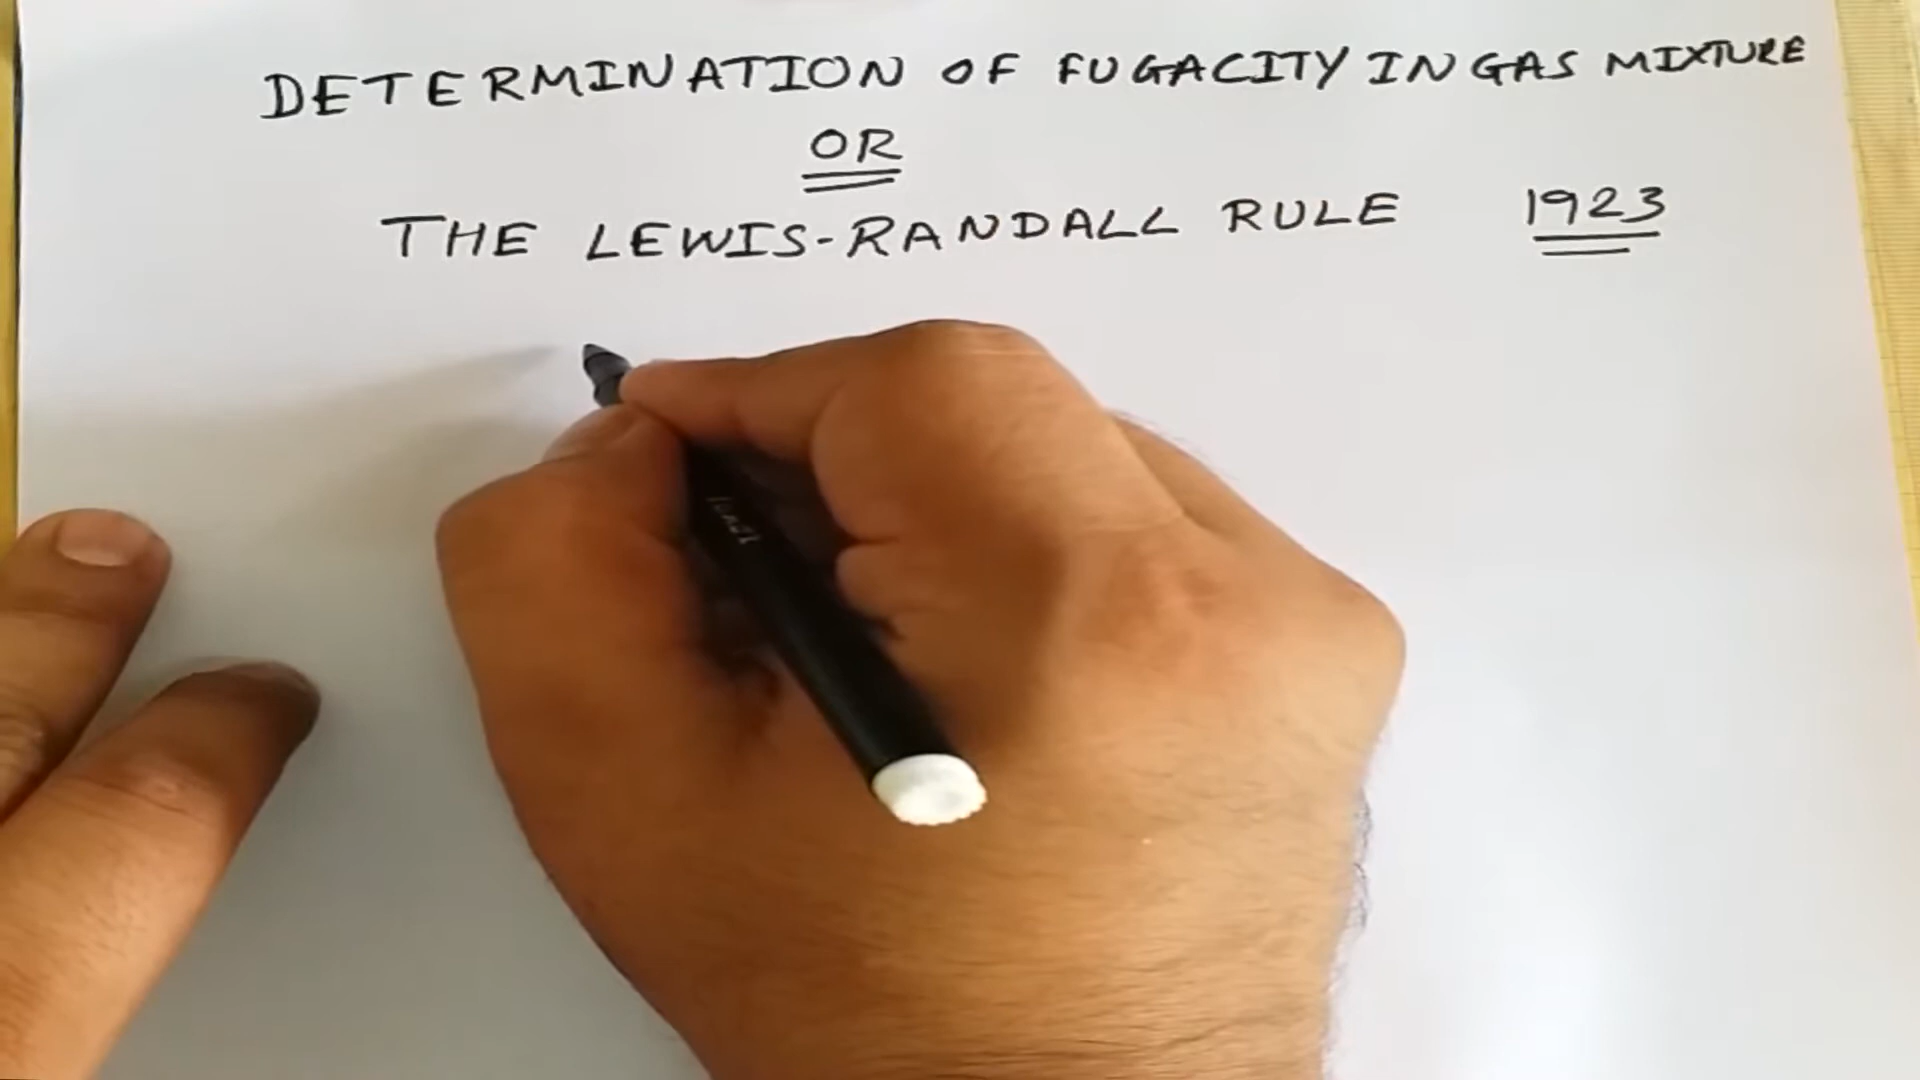 DETERMINATION OF FUGACITY IN GAS MIXTURE
OR
THE LEWIS-RANDALL RULE 1923